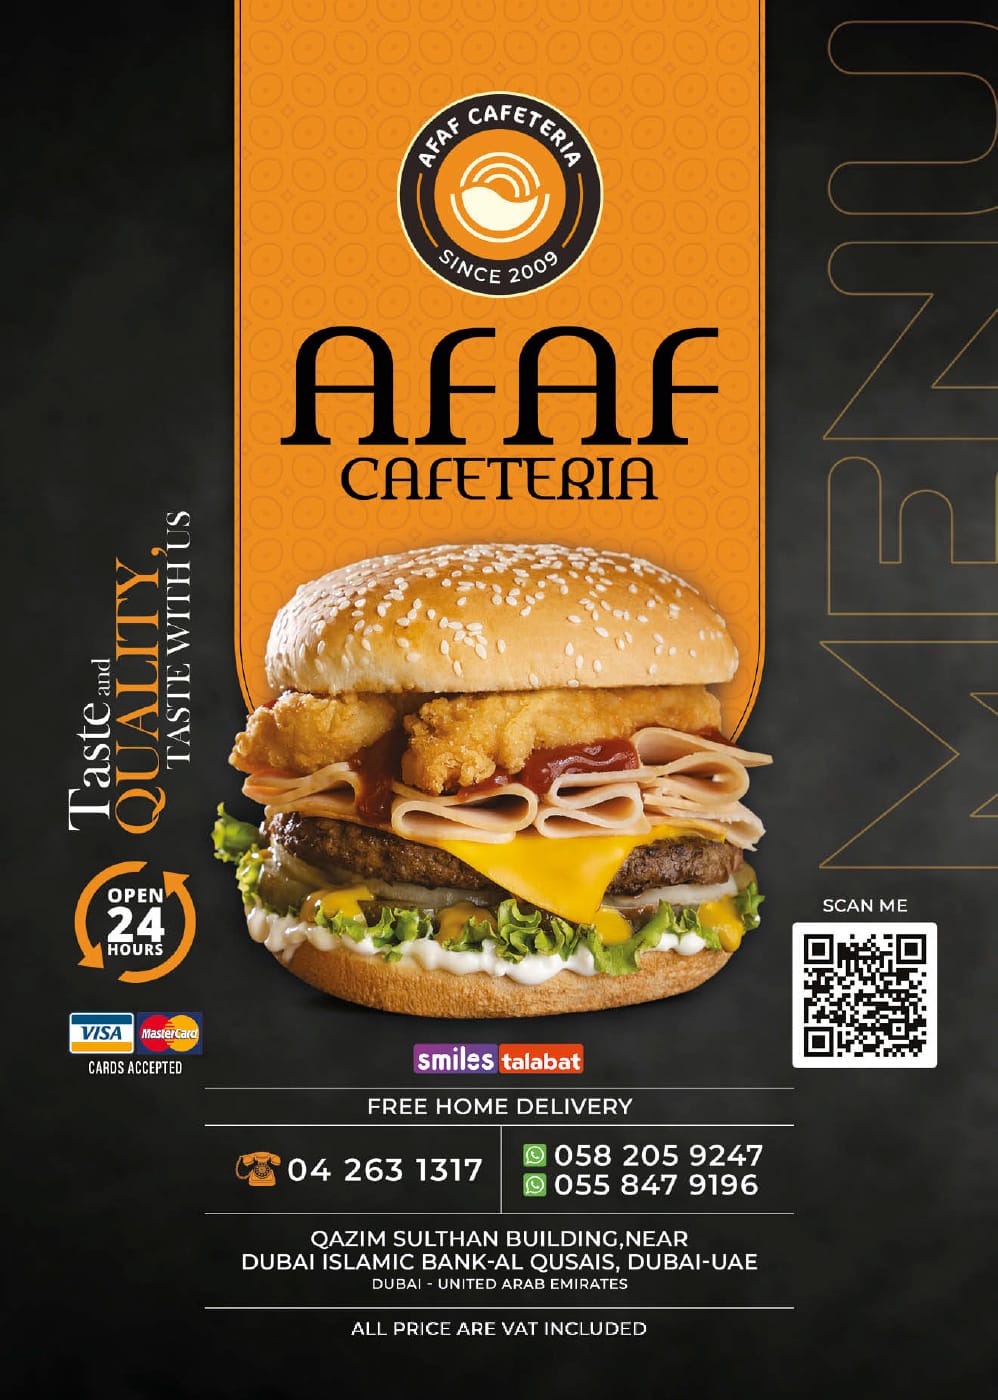 AFAF CAFETERIA
SINCE 2009
AFAF
CAFETERIA
MENU
Taste and
QUALITY,
TASTE WITH US
OPEN
24
HOURS
VISA
MasterCard
CARDS ACCEPTED
SCAN ME
smiles talabat
FREE HOME DELIVERY
04 263 1317
058 205 9247
055 847 9196
QAZIM SULTHAN BUILDING,NEAR
DUBAI ISLAMIC BANK-AL QUSAIS, DUBAI-UAE
DUBAI - UNITED ARAB EMIRATES
ALL PRICE ARE VAT INCLUDED